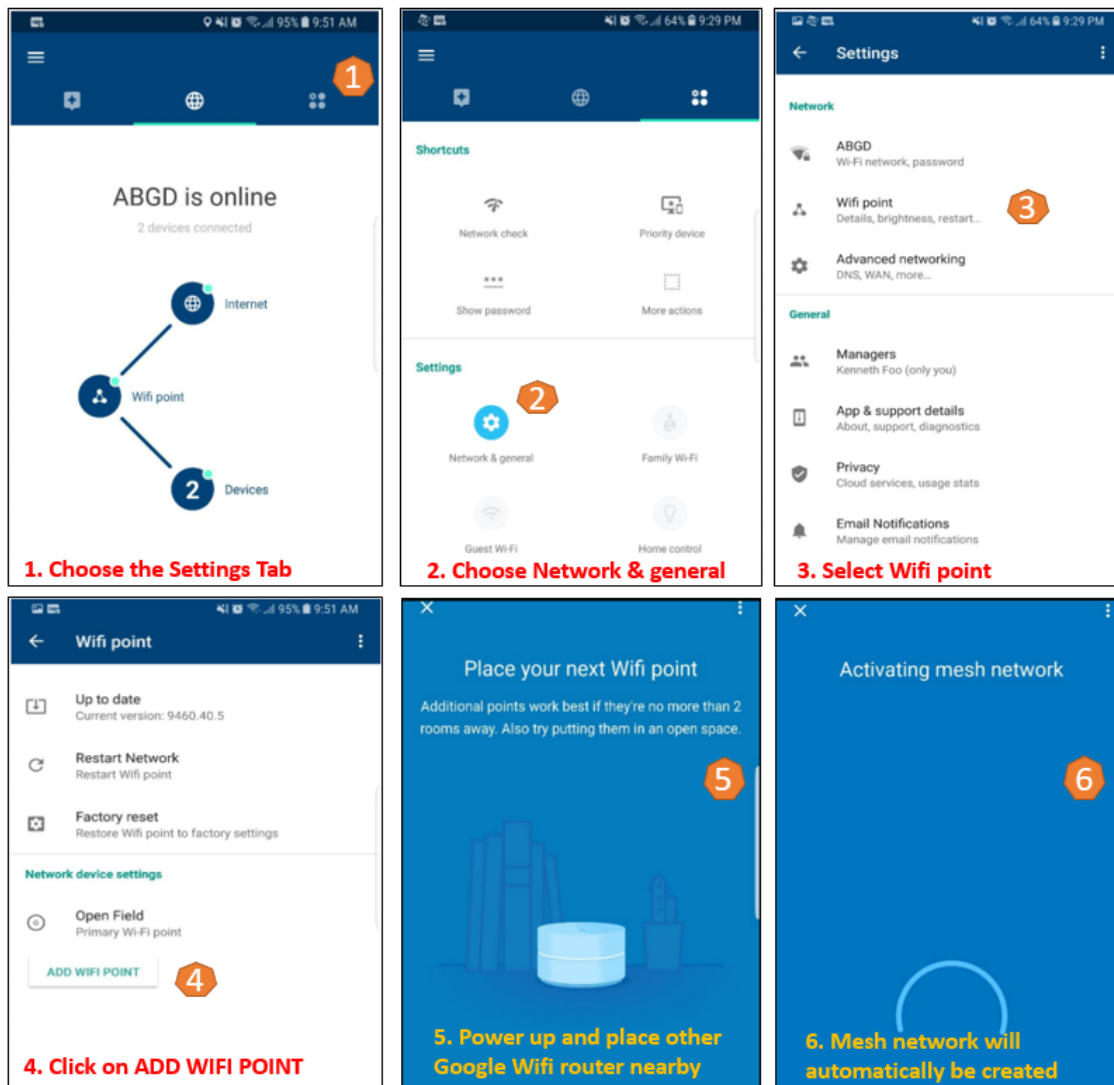 95% 9:51 AM
1
ABGD is online
2 devices connected
Internet
Wifi point
2 Devices
1. Choose the Settings Tab
64% 9:29 PM
Shortcuts
Network check Priority device
Show password More actions
Settings
2
Network & general Family Wi-Fi
Guest Wi-Fi Home control
2. Choose Network & general
64% 9:29 PM
Settings
Network
ABGD
Wi-Fi network, password
Wifi point
Details, brightness, restart...
3
Advanced networking
DNS, WAN, more...
General
Managers
Kenneth Foo (only you)
App & support details
About, support, diagnostics
Privacy
Cloud services, usage stats
Email Notifications
Manage email notifications
3. Select Wifi point
95% 9:51 AM
Wifi point
Up to date
Current version: 9460.40.5
Restart Network
Restart Wifi point
Factory reset
Restore Wifi point to factory settings
Network device settings
Open Field
Primary Wi-Fi point
ADD WIFI POINT
4
4. Click on ADD WIFI POINT
Place your next Wifi point
Additional points work best if they're no more than 2
rooms away. Also try putting them in an open space.
5
5. Power up and place other
Google Wifi router nearby
Activating mesh network
6
6. Mesh network will
automatically be created